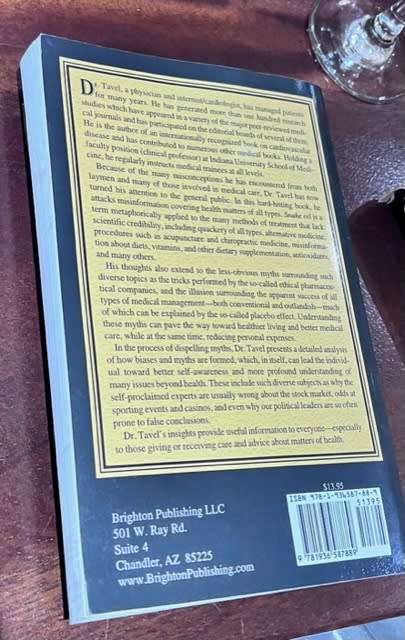 Dr. Tavel, a physician and internist/cardiologist, has managed patients
for many years. He has generated more than one hundred research
studies which have appeared in a variety of the major peer-reviewed medi-
cal journals and has participated on the editorial boards of several of them.
He is the author of an internationally recognized book on cardiovascular
disease and has contributed to numerous other medical books. Holding a
faculty position (clinical professor) at Indiana University School of Medi-
cine, he regularly instructs medical trainees at all levels.
Because of the many misconceptions he has encountered from both
laymen and many of those involved in medical care, Dr. Tavel has now
turned his attention to the general public. In this hard-hitting book, he
attacks misinformation covering health matters of all types. Snake oil is a
term metaphorically applied to the many methods of treatment that lack
scientific credibility, including quackery of all types, alternative medicine,
procedures such as acupuncture and chiropractic medicine, misinforma-
tion about diets, vitamins, and other dietary supplementation, antioxidants,
and many others.
His thoughts also extend to the less-obvious myths surrounding such
diverse topics as the tricks performed by the so-called ethical pharmaceu-
tical companies, and the illusion surrounding the apparent success of all
types of medical management—both conventional and outlandish—much
of which can be explained by the so-called placebo effect. Understanding
these myths can pave the way toward healthier living and better medical
care, while at the same time, reducing personal expenses.
In the process of dispelling myths, Dr. Tavel presents a detailed analysis
of how biases and myths are formed, which, in itself, can lead the individ-
ual toward better self-awareness and more profound understanding of
many issues beyond health. These include such diverse subjects as why the
self-proclaimed experts are usually wrong about the stock market, odds at
sporting events and casinos, and even why our political leaders are so often
prone to false conclusions.
Dr. Tavel's insights provide useful information to everyone—especially
to those giving or receiving care and advice about matters of health.
Brighton Publishing LLC
501 W. Ray Rd.
Suite 4
Chandler, AZ 85225
www.BrightonPublishing.com
$13.95
ISBN 978-1-936587-88-9
51395
9 781936 587889